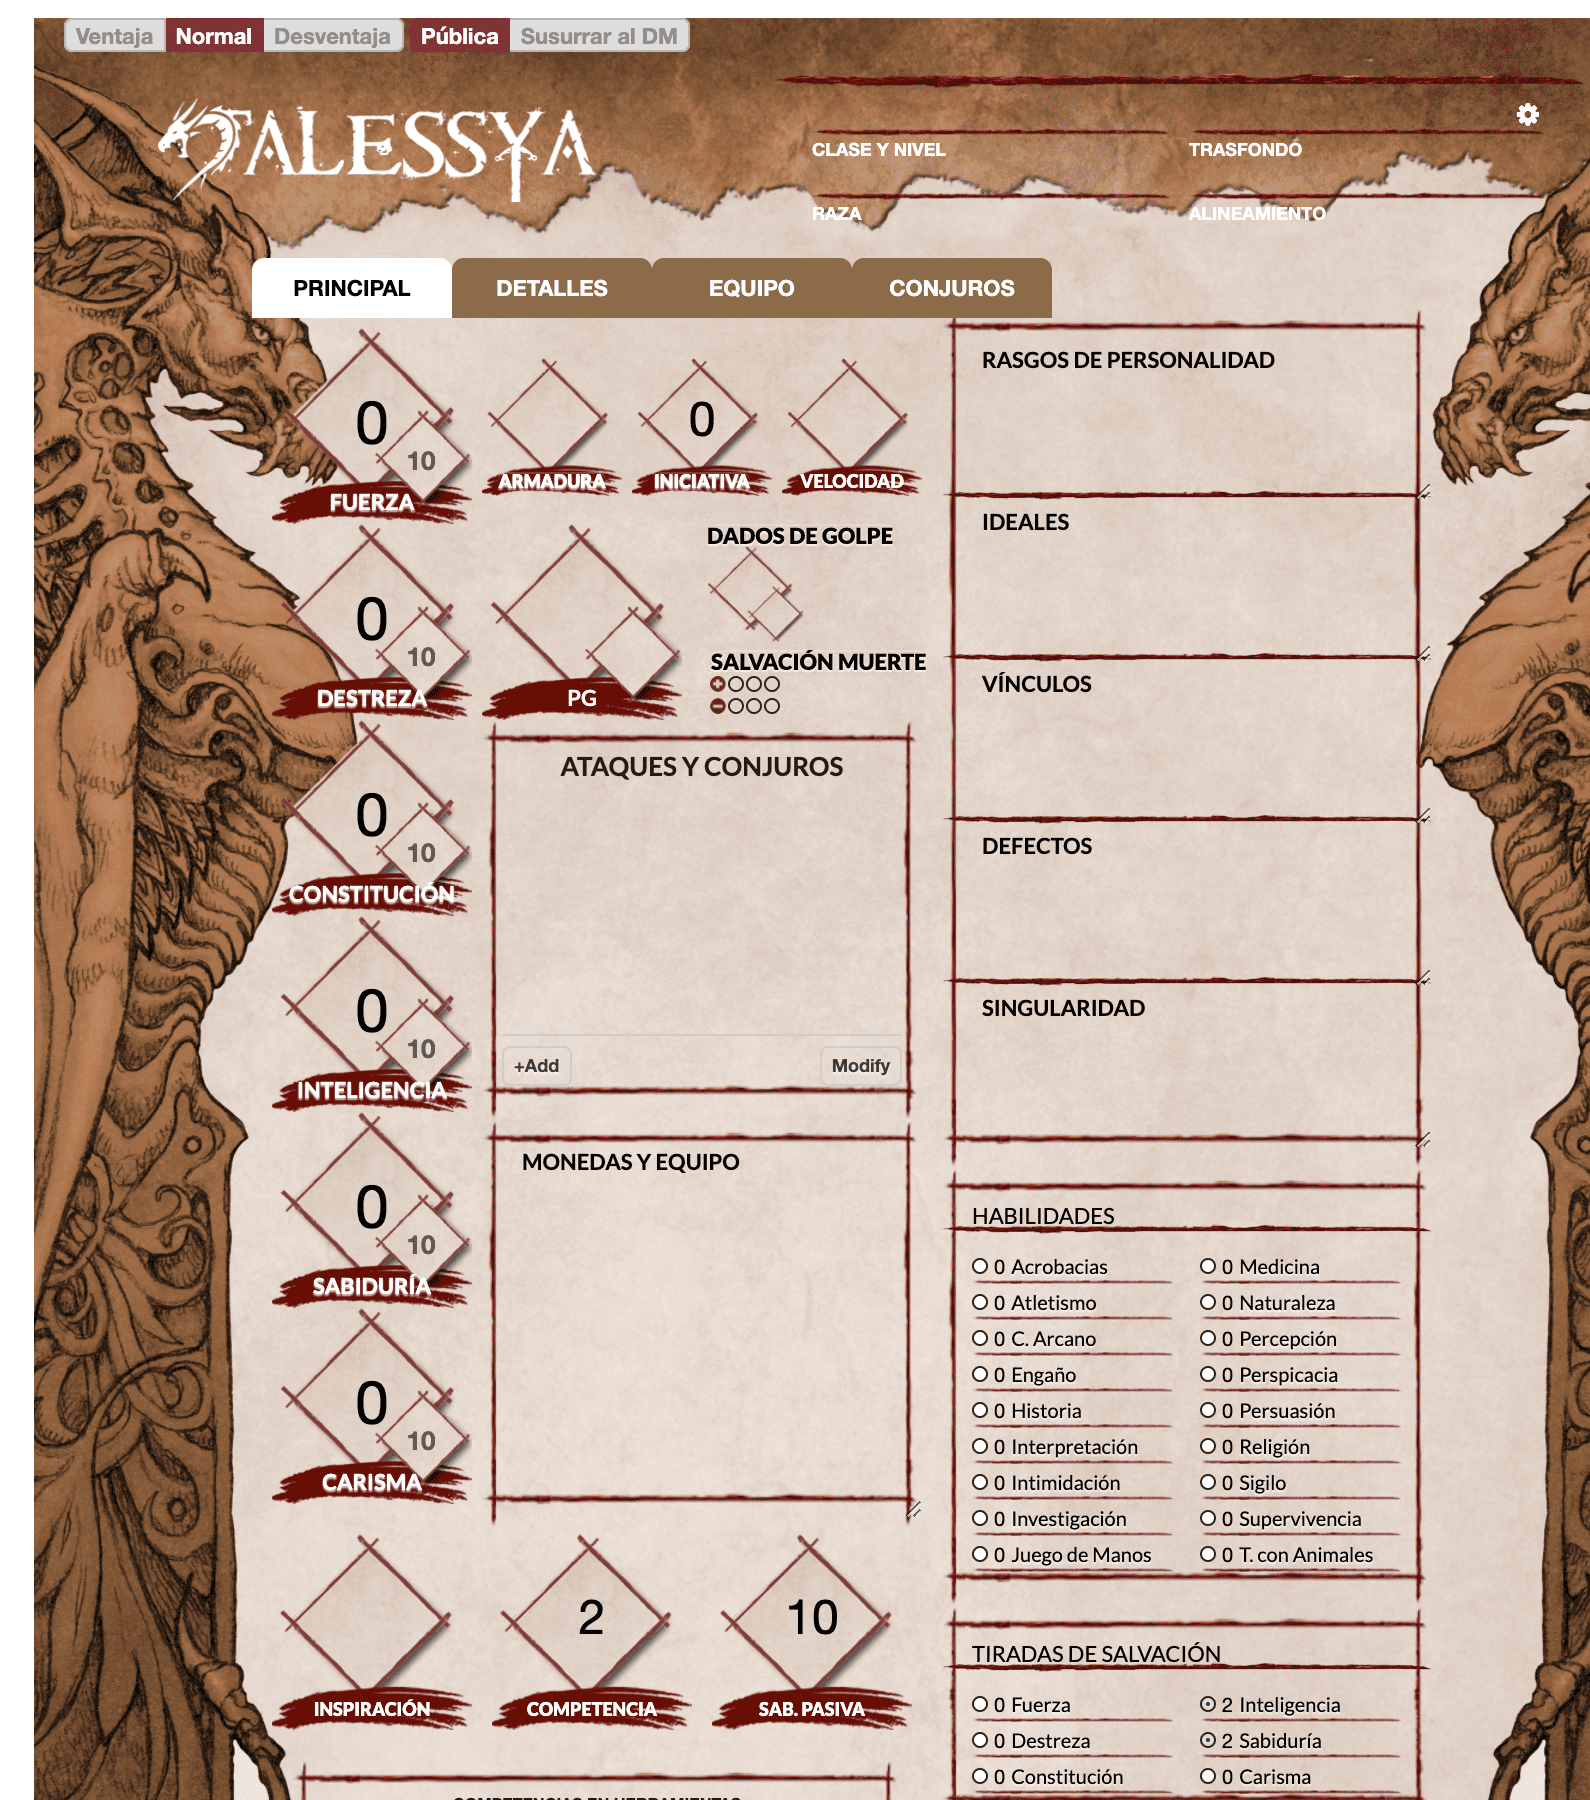 Ventaja Normal Desventaja Pública Susurrar al DM
TALESSYA
CLASE Y NIVEL TRASFONDO
RAZA ALINEAMIENTO
PRINCIPAL DETALLES EQUIPO CONJUROS
0
10
FUERZA
0
10
DESTREZA
0
10
CONSTITUCIÓN
0
10
INTELIGENCIA
0
10
SABIDURÍA
0
10
CARISMA
ARMADURA
0
INICIATIVA
VELOCIDAD
PG
DADOS DE GOLPE
SALVACIÓN MUERTE
ATAQUES Y CONJUROS
+Add Modify
MONEDAS Y EQUIPO
INSPIRACIÓN
2
COMPETENCIA
10
SAB. PASIVA
COMPETENCIAS EN HERRAMIENTAS
RASGOS DE PERSONALIDAD
IDEALES
VÍNCULOS
DEFECTOS
SINGULARIDAD
HABILIDADES
0 Acrobacias
0 Atletismo
0 C. Arcano
0 Engaño
0 Historia
0 Interpretación
0 Intimidación
0 Investigación
0 Juego de Manos
0 Medicina
0 Naturaleza
0 Percepción
0 Perspicacia
0 Persuasión
0 Religión
0 Sigilo
0 Supervivencia
0 T. con Animales
TIRADAS DE SALVACIÓN
0 Fuerza
0 Destreza
0 Constitución
2 Inteligencia
2 Sabiduría
0 Carisma